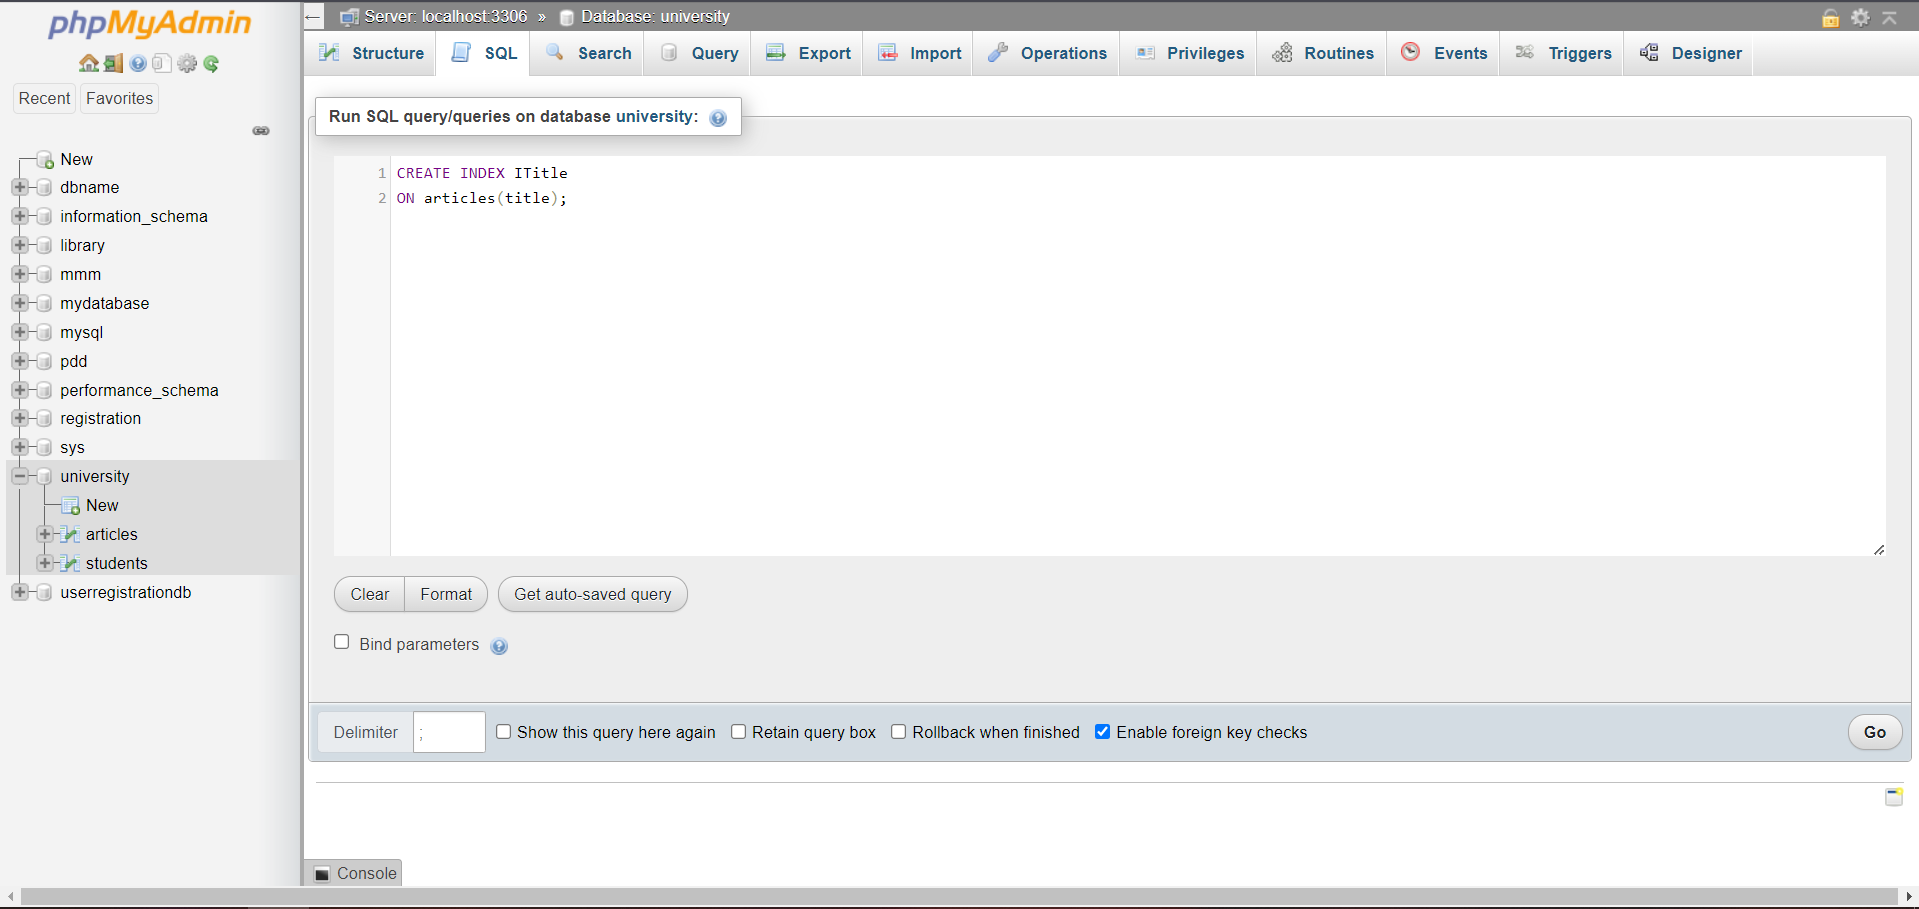 phpMyAdmin
Recent Favorites
New
dbname
information_schema
library
mmm
mydatabase
mysql
pdd
performance_schema
registration
sys
university
New
articles
students
userregistrationdb
Server: localhost:3306 » Database: university
Structure SQL Search Query Export Import Operations Privileges Routines Events Triggers Designer
Run SQL query/queries on database university:
1 CREATE INDEX ITitle
2 ON articles(title);
Clear Format Get auto-saved query
Bind parameters
Delimiter ; Show this query here again Retain query box Rollback when finished Enable foreign key checks Go
Console